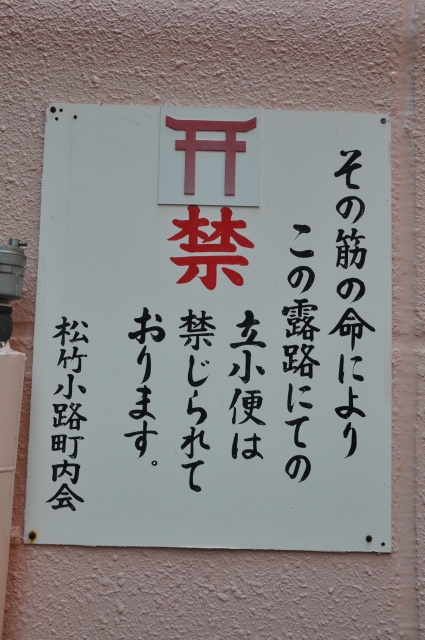 禁
その筋の命により
この露路にての
立小便は
禁じられて
おります。
松竹小路町内会